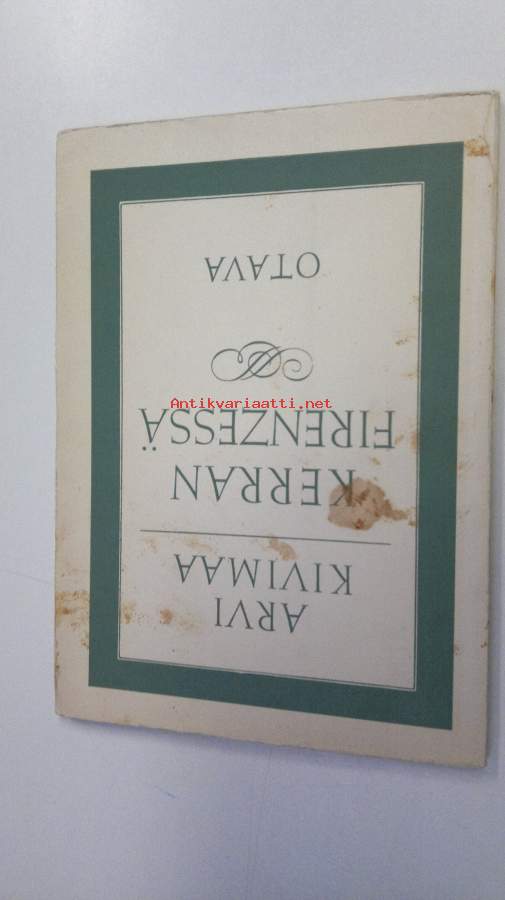 ARVI
KIVIMAA
KERRAN
FIRENZESSÄ
OTAVA
Antikvariaatti.net